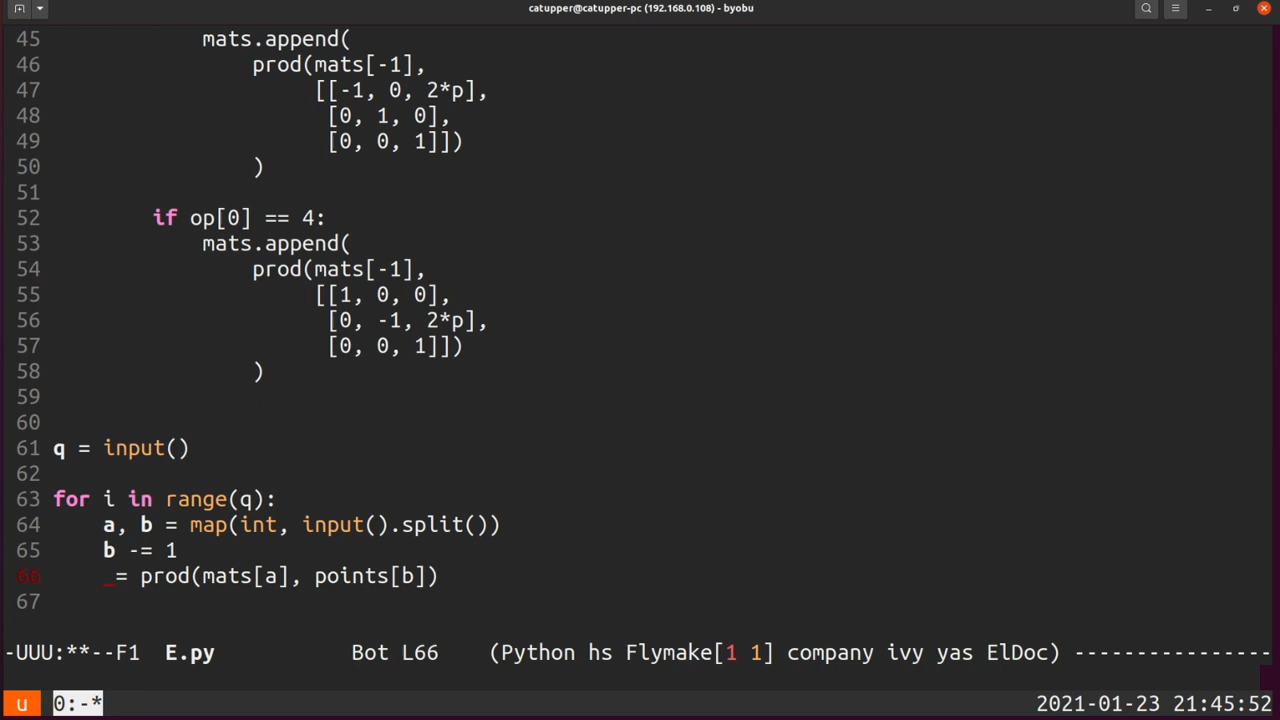 catupper@catupper-pc (192.168.0.108) - byobu
45 mats.append(
46 prod(mats[-1],
47 [[-1, 0, 2*p],
48 [0, 1, 0],
49 [0, 0, 1]])
50 )
51
52 if op[0] == 4:
53 mats.append(
54 prod(mats[-1],
55 [[1, 0, 0],
56 [0, -1, 2*p],
57 [0, 0, 1]])
58 )
59
60
61 q = input()
62
63 for i in range(q):
64 a, b = map(int, input().split())
65 b -= 1
66 _= prod(mats[a], points[b])
67
-UUU:**--F1 E.py Bot L66 (Python hs Flymake[1 1] company ivy yas ElDoc) ----------------
u 0:-* 2021-01-23 21:45:52